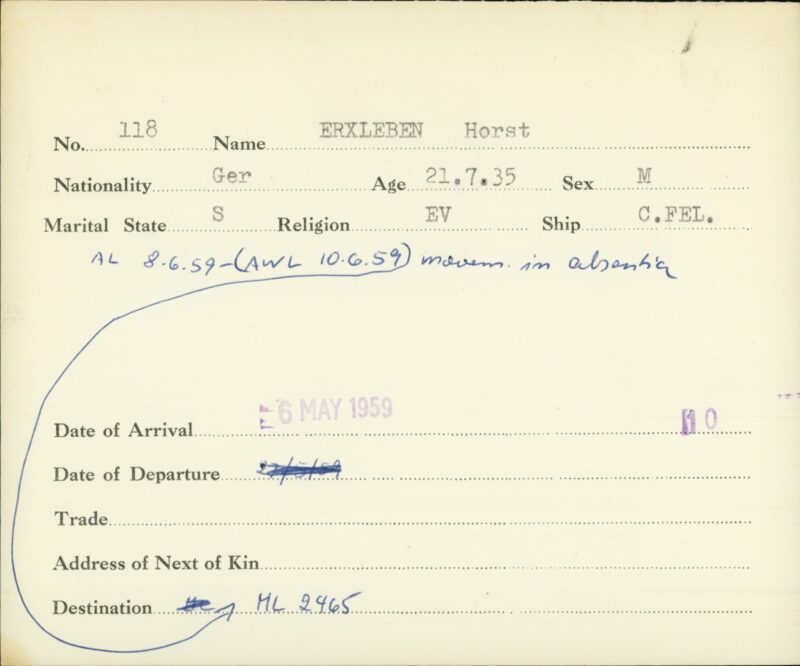 No. 118 Name ERXLEBEN Horst
Nationality Ger Age 21.7.35 Sex M
Marital State S Religion EV Ship C.FEL.
AL 8.6.59-(AWL 10.6.59) movem. in absentia
Date of Arrival 6 MAY 1959 10
Date of Departure
Trade
Address of Next of Kin
Destination HL 2465